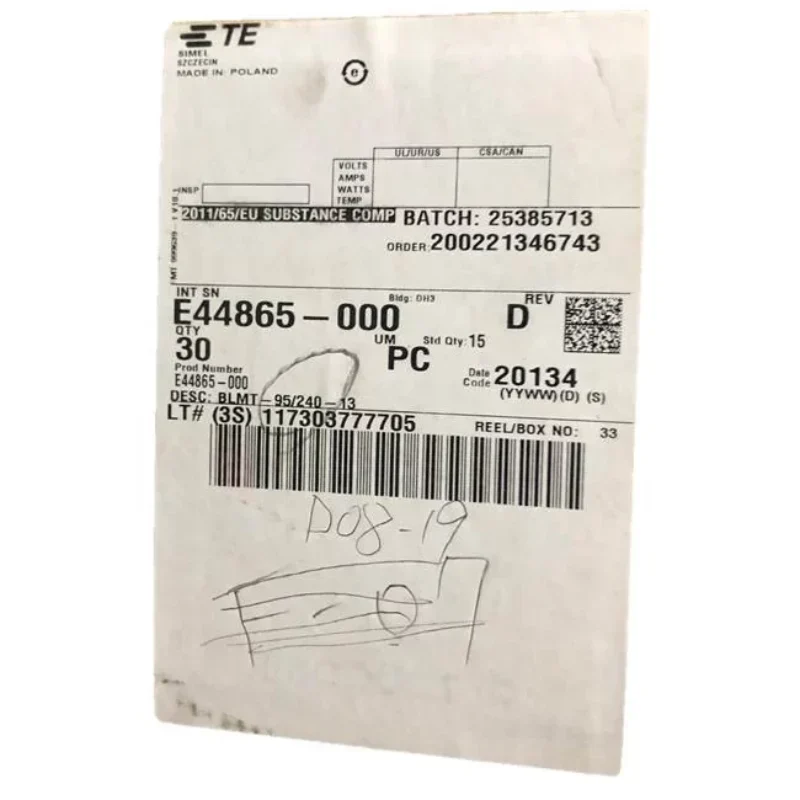 TE
SIMEL
SZCZECIN
MADE IN POLAND
e
UL/UR/US CSA/CAN
VOLTS
AMPS
WATTS
TEMP
INSP
2011/65/EU SUBSTANCE COMP BATCH: 25385713
ORDER: 200221346743
INT SN Bldg: DH3 REV
E44865-000 D
QTY UM Std Qty: 15
30 PC
Prod Number Date Code 20134
E44865-000 (YYWW)(D) (S)
DESC: BLMT-95/240-13
LT# (3S) 117303777705 REEL/BOX NO: 33
D08-19